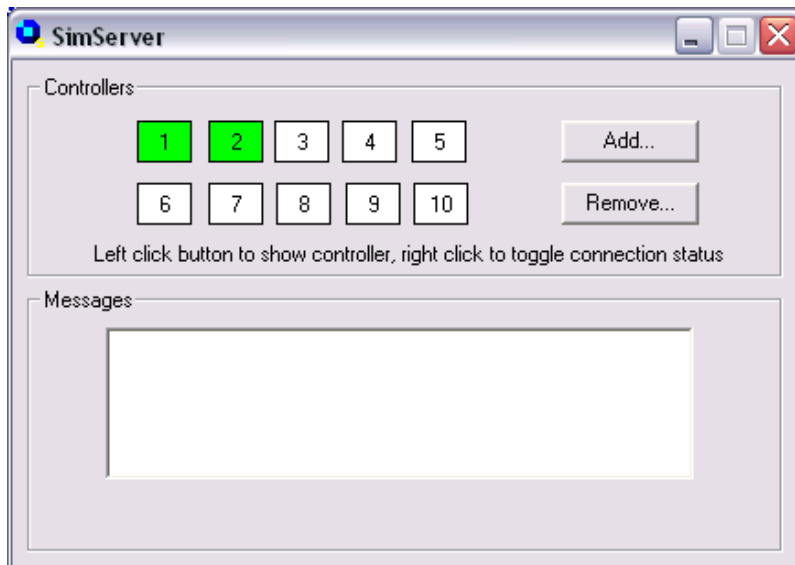 SimServer
Controllers
1 2 3 4 5 Add...
6 7 8 9 10 Remove...
Left click button to show controller, right click to toggle connection status
Messages